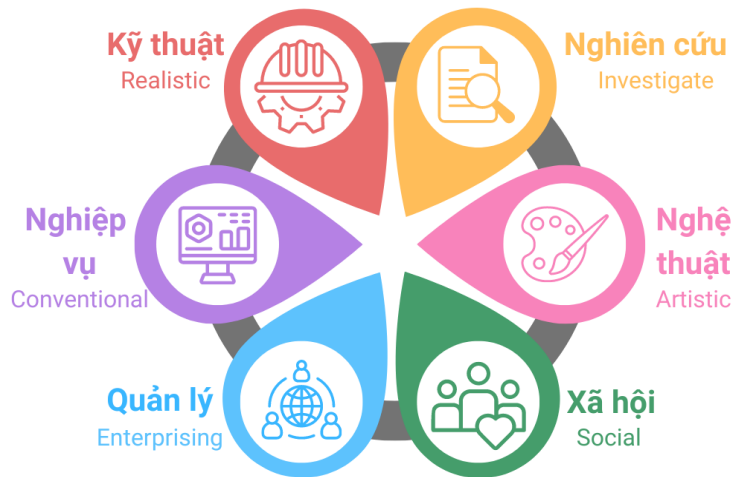 Kỹ thuật
Realistic
Nghiên cứu
Investigate
Nghiệp
vụ
Conventional
Nghệ
thuật
Artistic
Quản lý
Enterprising
Xã hội
Social